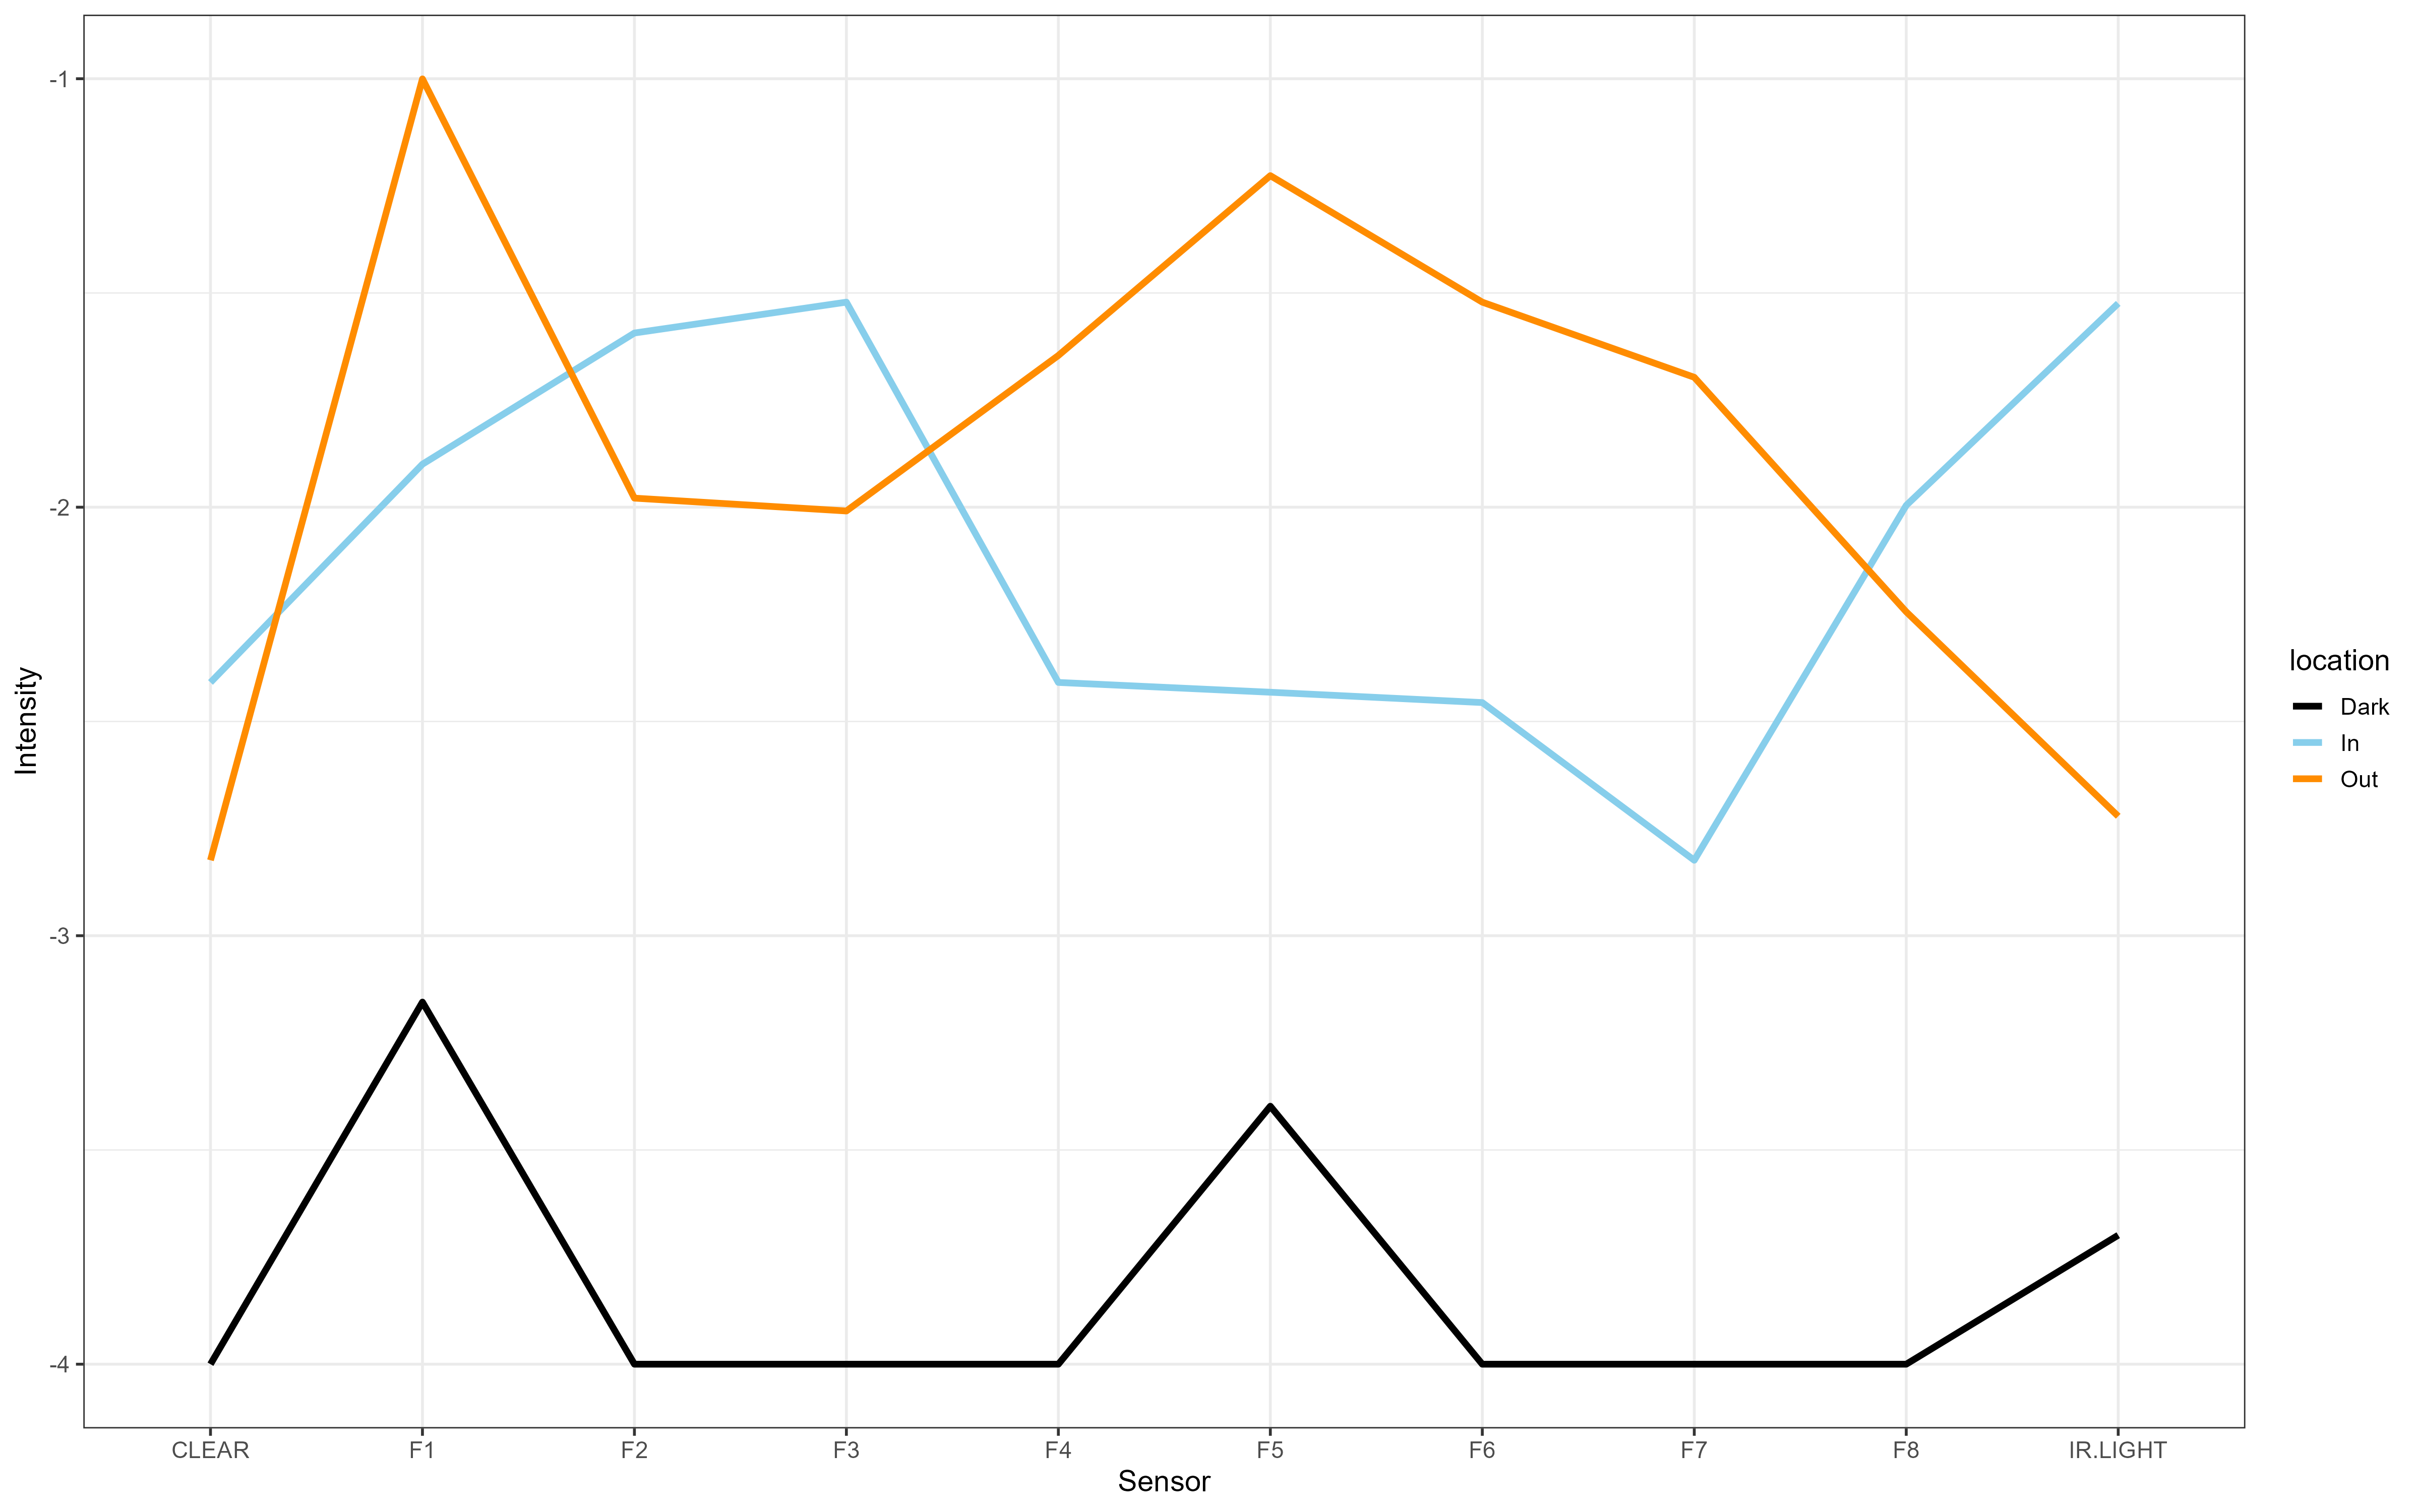 -1
-2
-3
-4
Intensity
CLEAR F1 F2 F3 F4 F5 F6 F7 F8 IR.LIGHT
Sensor
location
Dark
In
Out